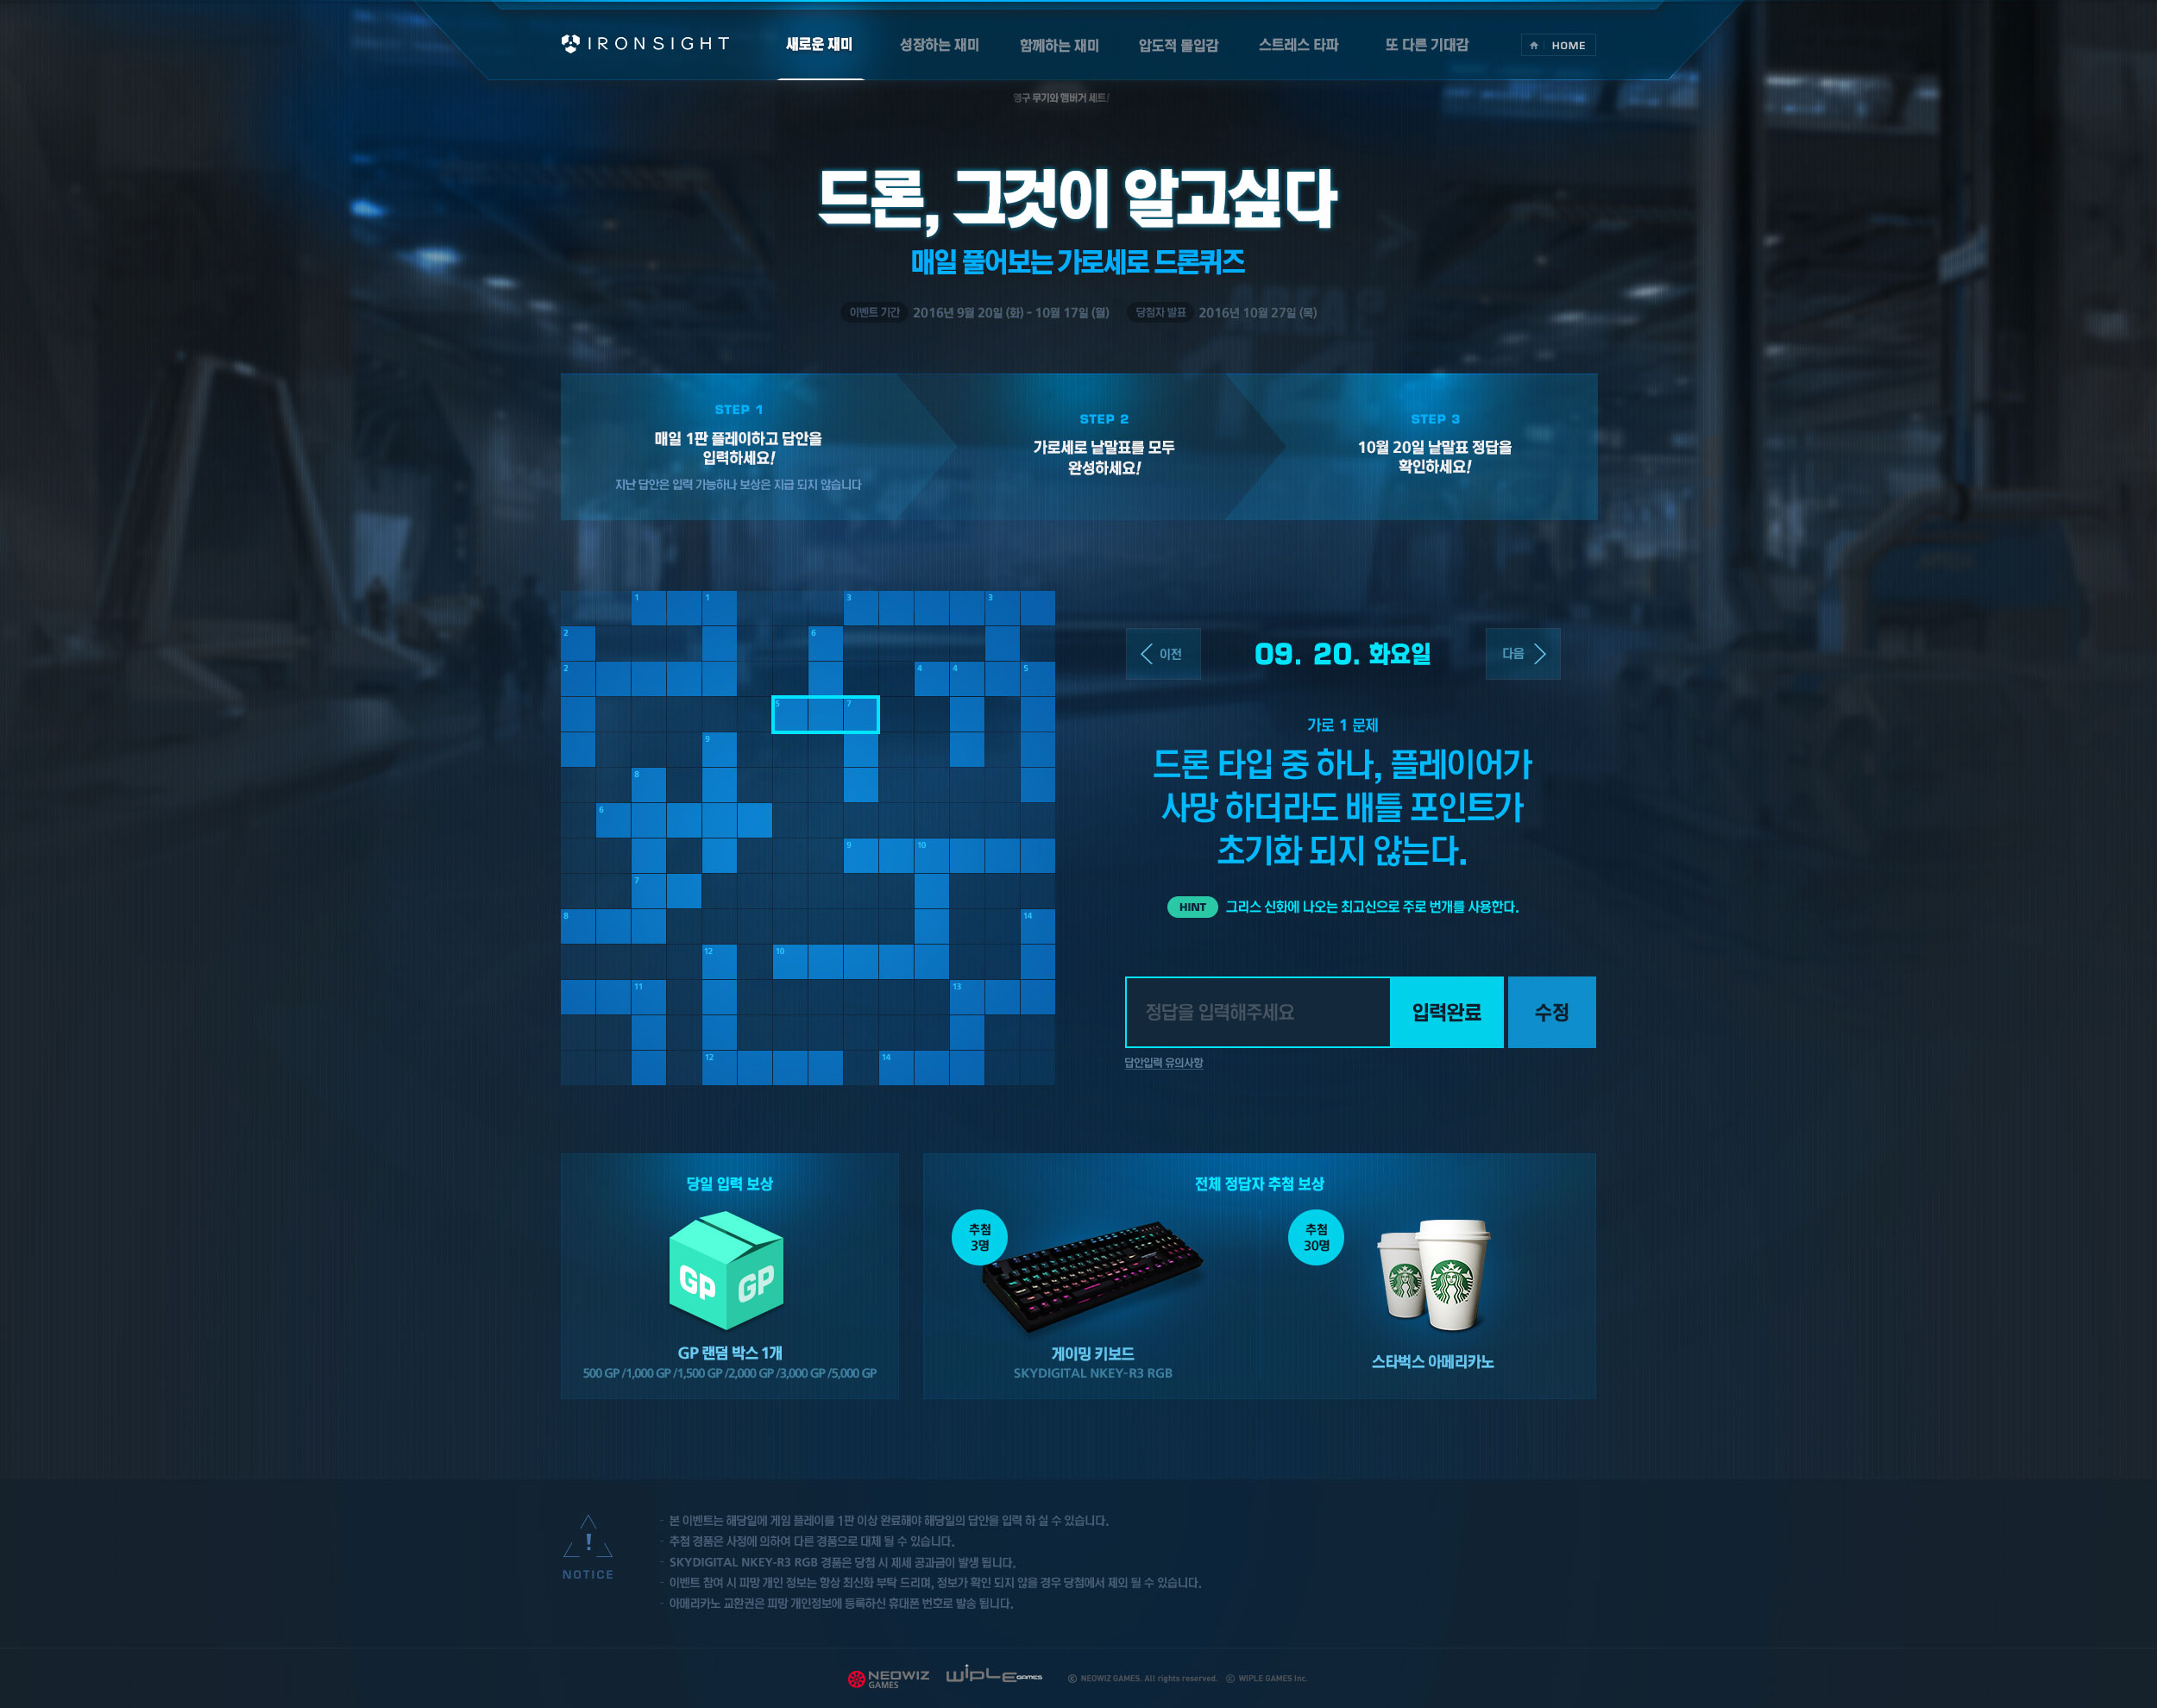 IRONSIGHT
새로운 재미
성장하는 재미
함께하는 재미
압도적 몰입감
스트레스 타파
또 다른 기대감
HOME
영구 무기와 햄버거 세트!
드론, 그것이 알고싶다
매일 풀어보는 가로세로 드론퀴즈
이벤트 기간 2016년 9월 20일 (화) - 10월 17일 (월) 당첨자 발표 2016년 10월 27일 (목)
STEP 1
매일 1판 플레이하고 답안을
입력하세요!
지난 답안은 입력 가능하나 보상은 지급 되지 않습니다
STEP 2
가로세로 낱말표를 모두
완성하세요!
STEP 3
10월 20일 낱말표 정답을
확인하세요!
1 1 3 3
2 6
2 4 4 5
5 7
9
8
6
9 10
7
8 14
12 10
11 13
12 14
이전
09. 20. 화요일
다음
가로 1 문제
드론 타입 중 하나, 플레이어가
사망 하더라도 배틀 포인트가
초기화 되지 않는다.
HINT 그리스 신화에 나오는 최고신으로 주로 번개를 사용한다.
정답을 입력해주세요
입력완료
수정
답안입력 유의사항
당일 입력 보상
GP GP
GP 랜덤 박스 1개
500 GP /1,000 GP /1,500 GP /2,000 GP /3,000 GP /5,000 GP
전체 정답자 추첨 보상
추첨
3명
게이밍 키보드
SKYDIGITAL NKEY-R3 RGB
추첨
30명
스타벅스 아메리카노
NOTICE
- 본 이벤트는 해당일에 게임 플레이를 1판 이상 완료해야 해당일의 답안을 입력 하 실 수 있습니다.
- 추첨 경품은 사정에 의하여 다른 경품으로 대체 될 수 있습니다.
- SKYDIGITAL NKEY-R3 RGB 경품은 당첨 시 제세 공과금이 발생 됩니다.
- 이벤트 참여 시 피망 개인 정보는 항상 최신화 부탁 드리며, 정보가 확인 되지 않을 경우 당첨에서 제외 될 수 있습니다.
- 아메리카노 교환권은 피망 개인정보에 등록하신 휴대폰 번호로 발송 됩니다.
NEOWIZ
GAMES
WIPLE GAMES
ⓒ NEOWIZ GAMES. All rights reserved. ⓒ WIPLE GAMES Inc.